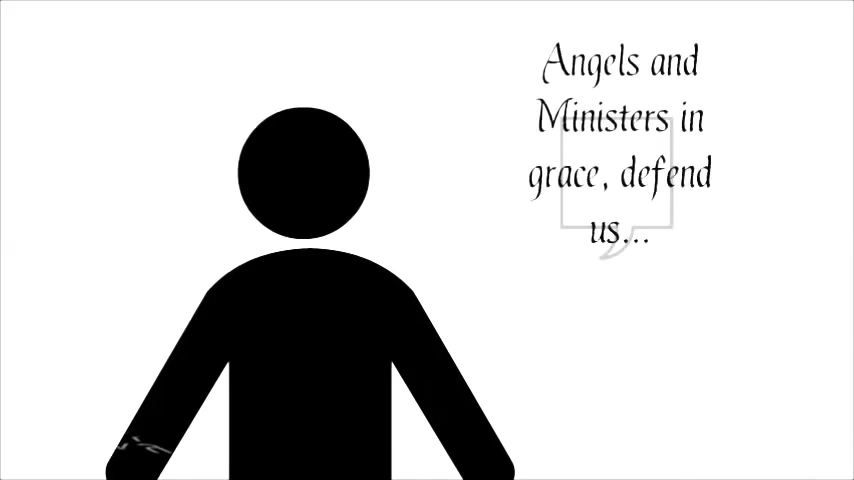 Angels and
Ministers in
grace, defend
us...